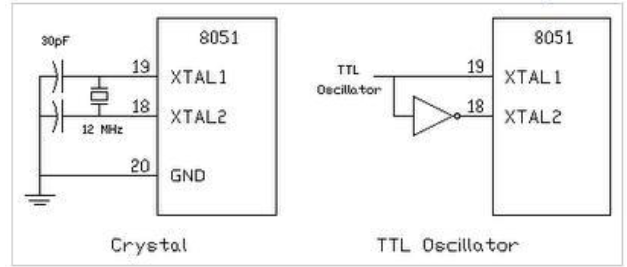 30pF
8051
19 XTAL1
18 XTAL2
12 MHz
20 GND
Crystal
TTL
Oscillator
8051
19 XTAL1
18 XTAL2
TTL Oscillator